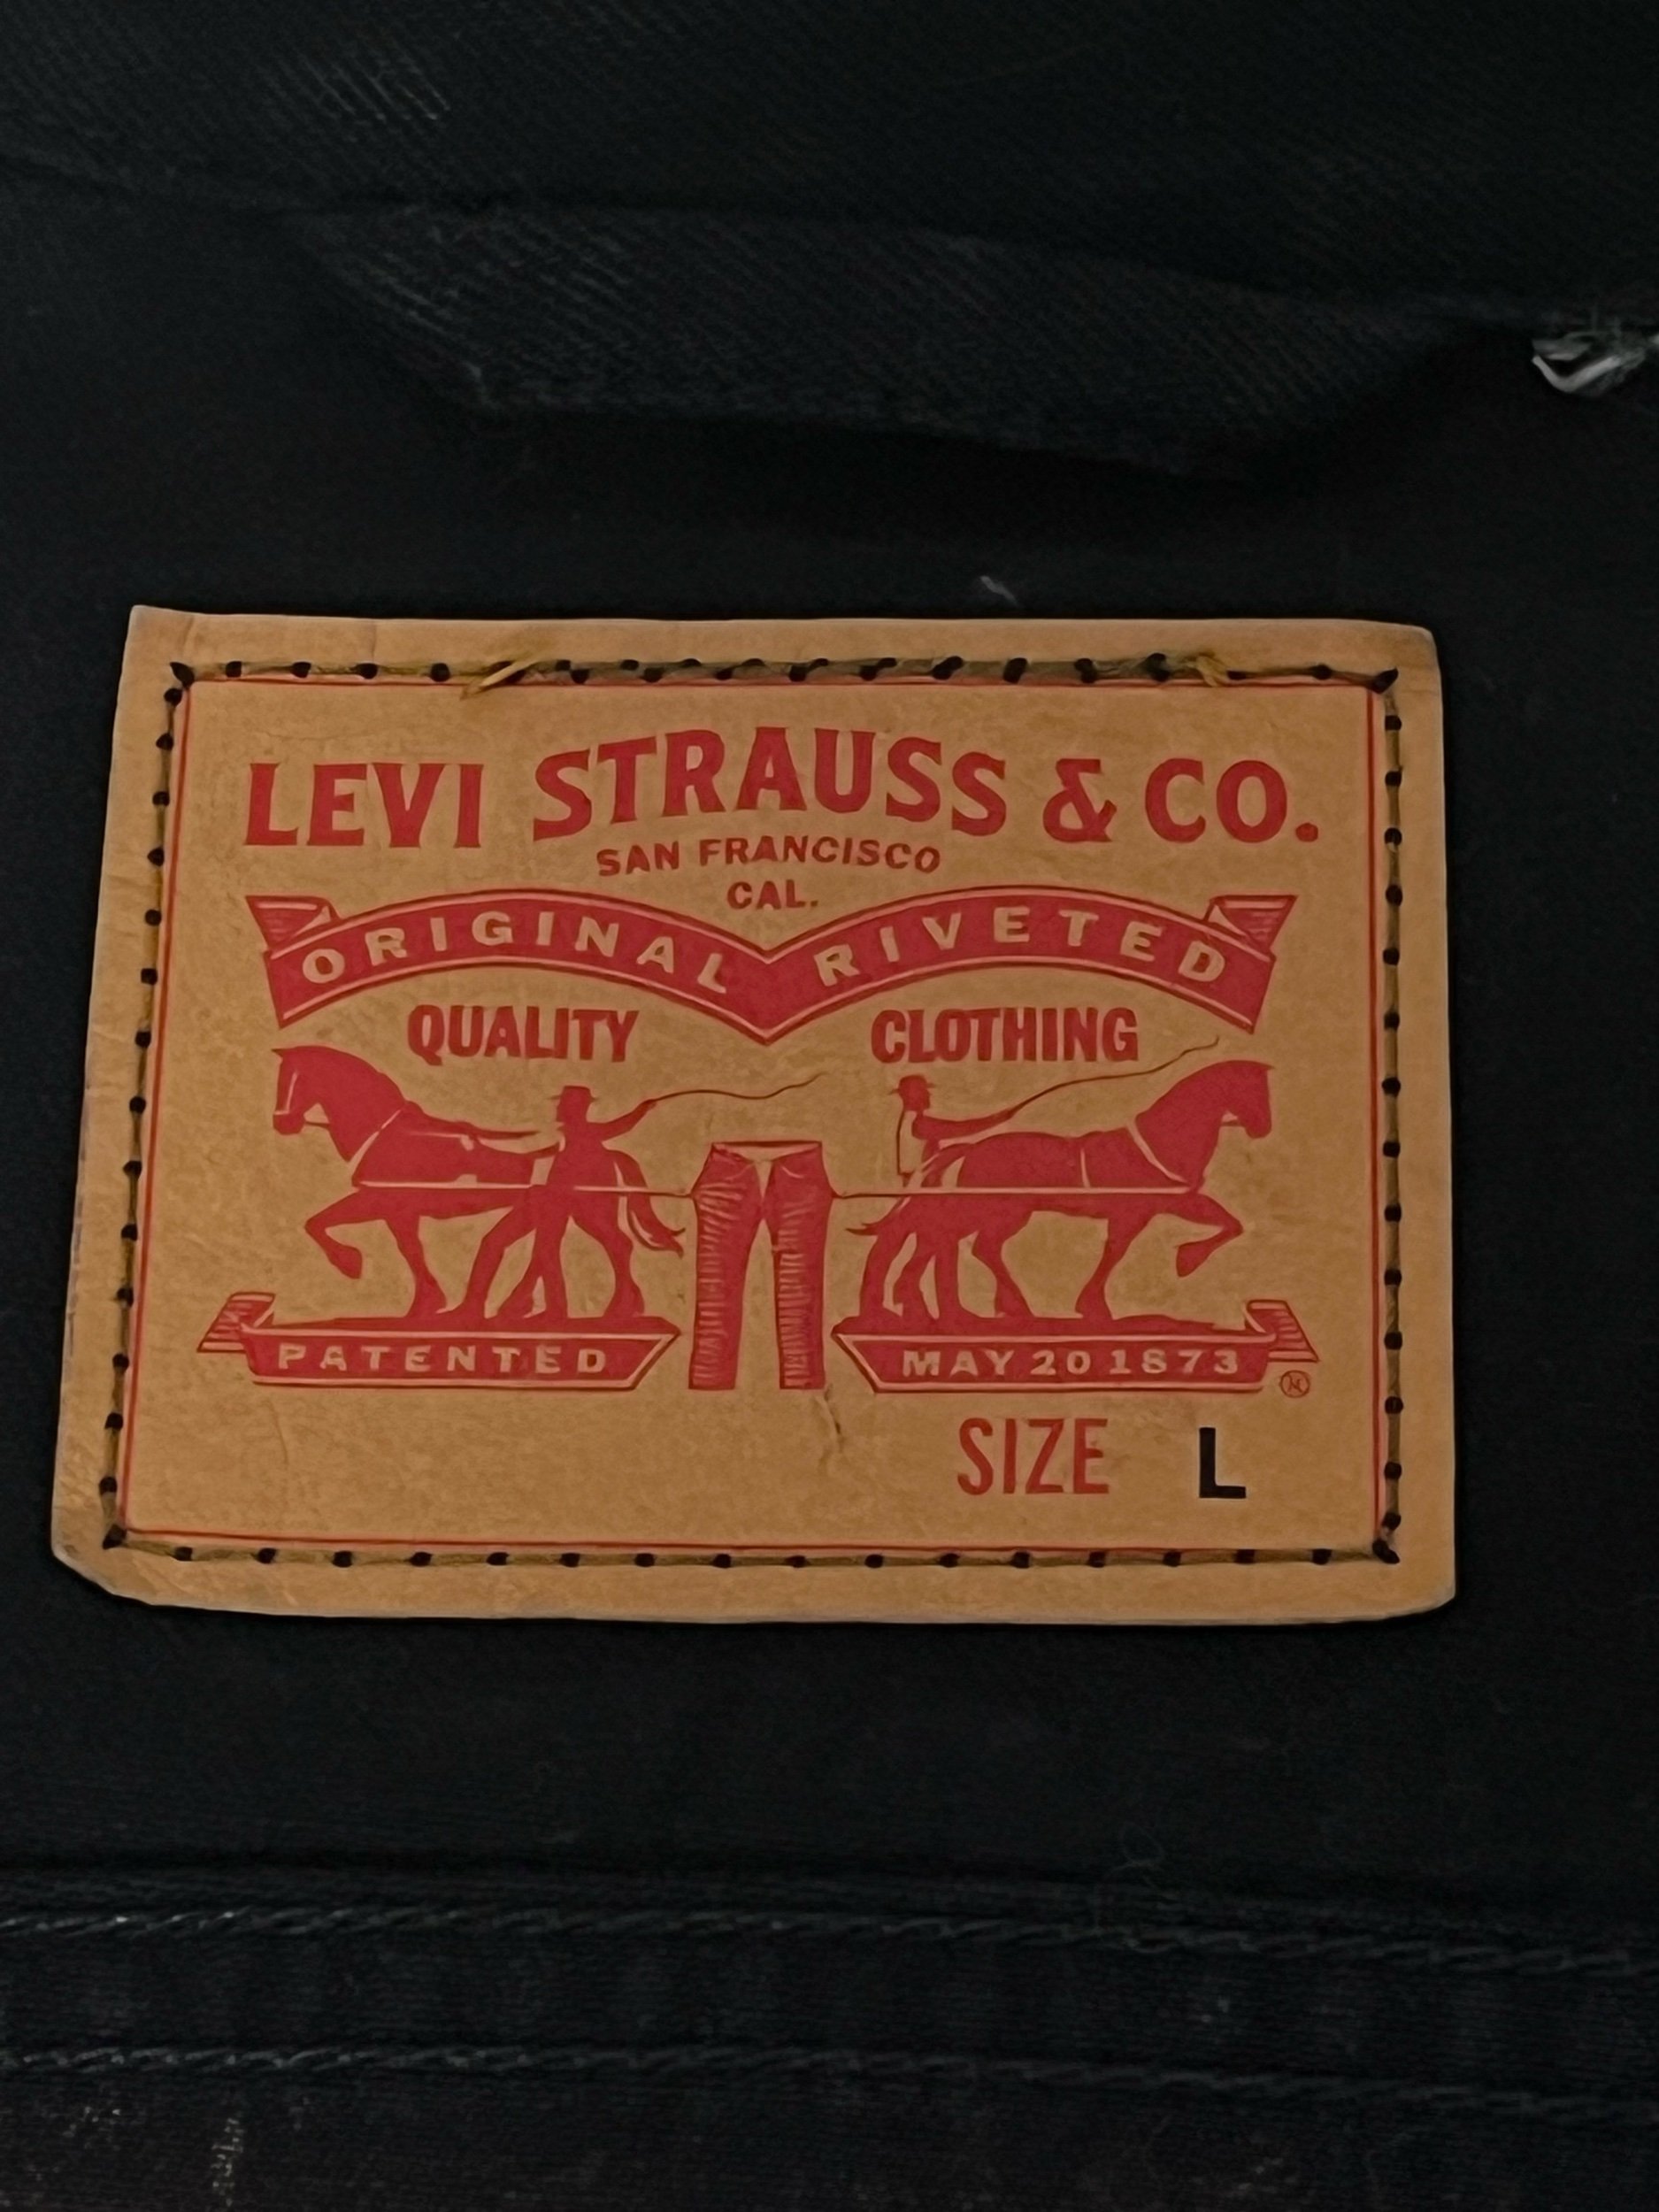 LEVI STRAUSS & CO.
SAN FRANCISCO
CAL.
ORIGINAL RIVETED
QUALITY CLOTHING
PATENTED MAY 20 1873
®
SIZE L